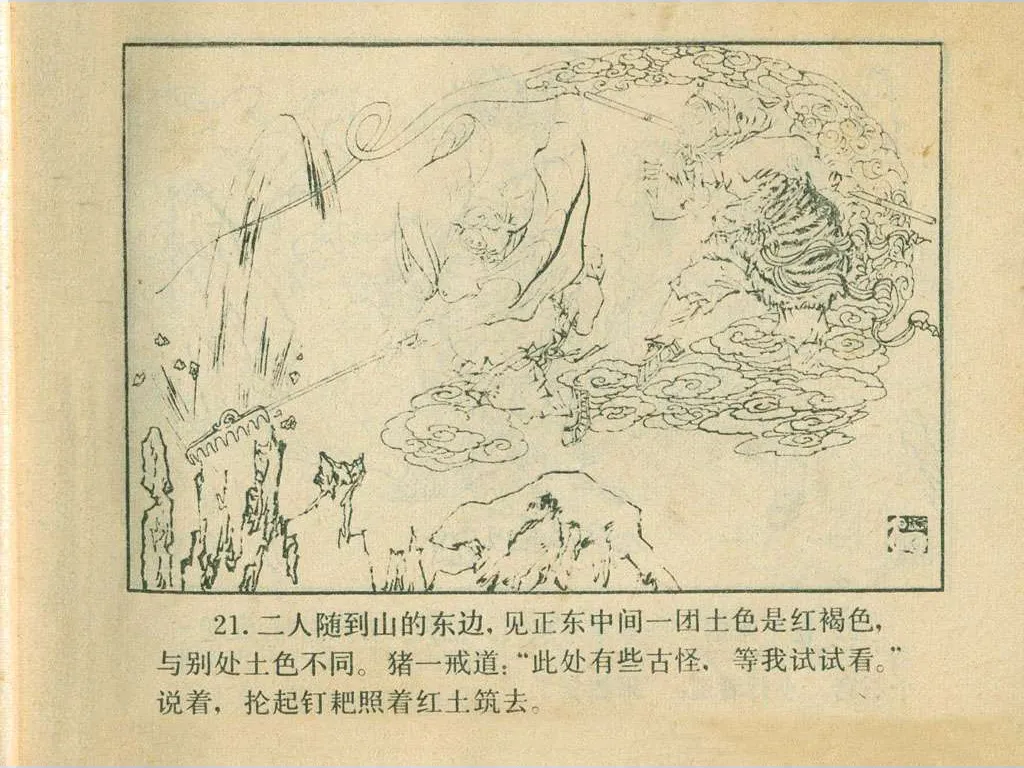 21. 二人随到山的东边，见正东中间一团土色是红褐色，
与别处土色不同。猪一戒道：“此处有些古怪，等我试试看。”
说着，抡起钉耙照着红土筑去。